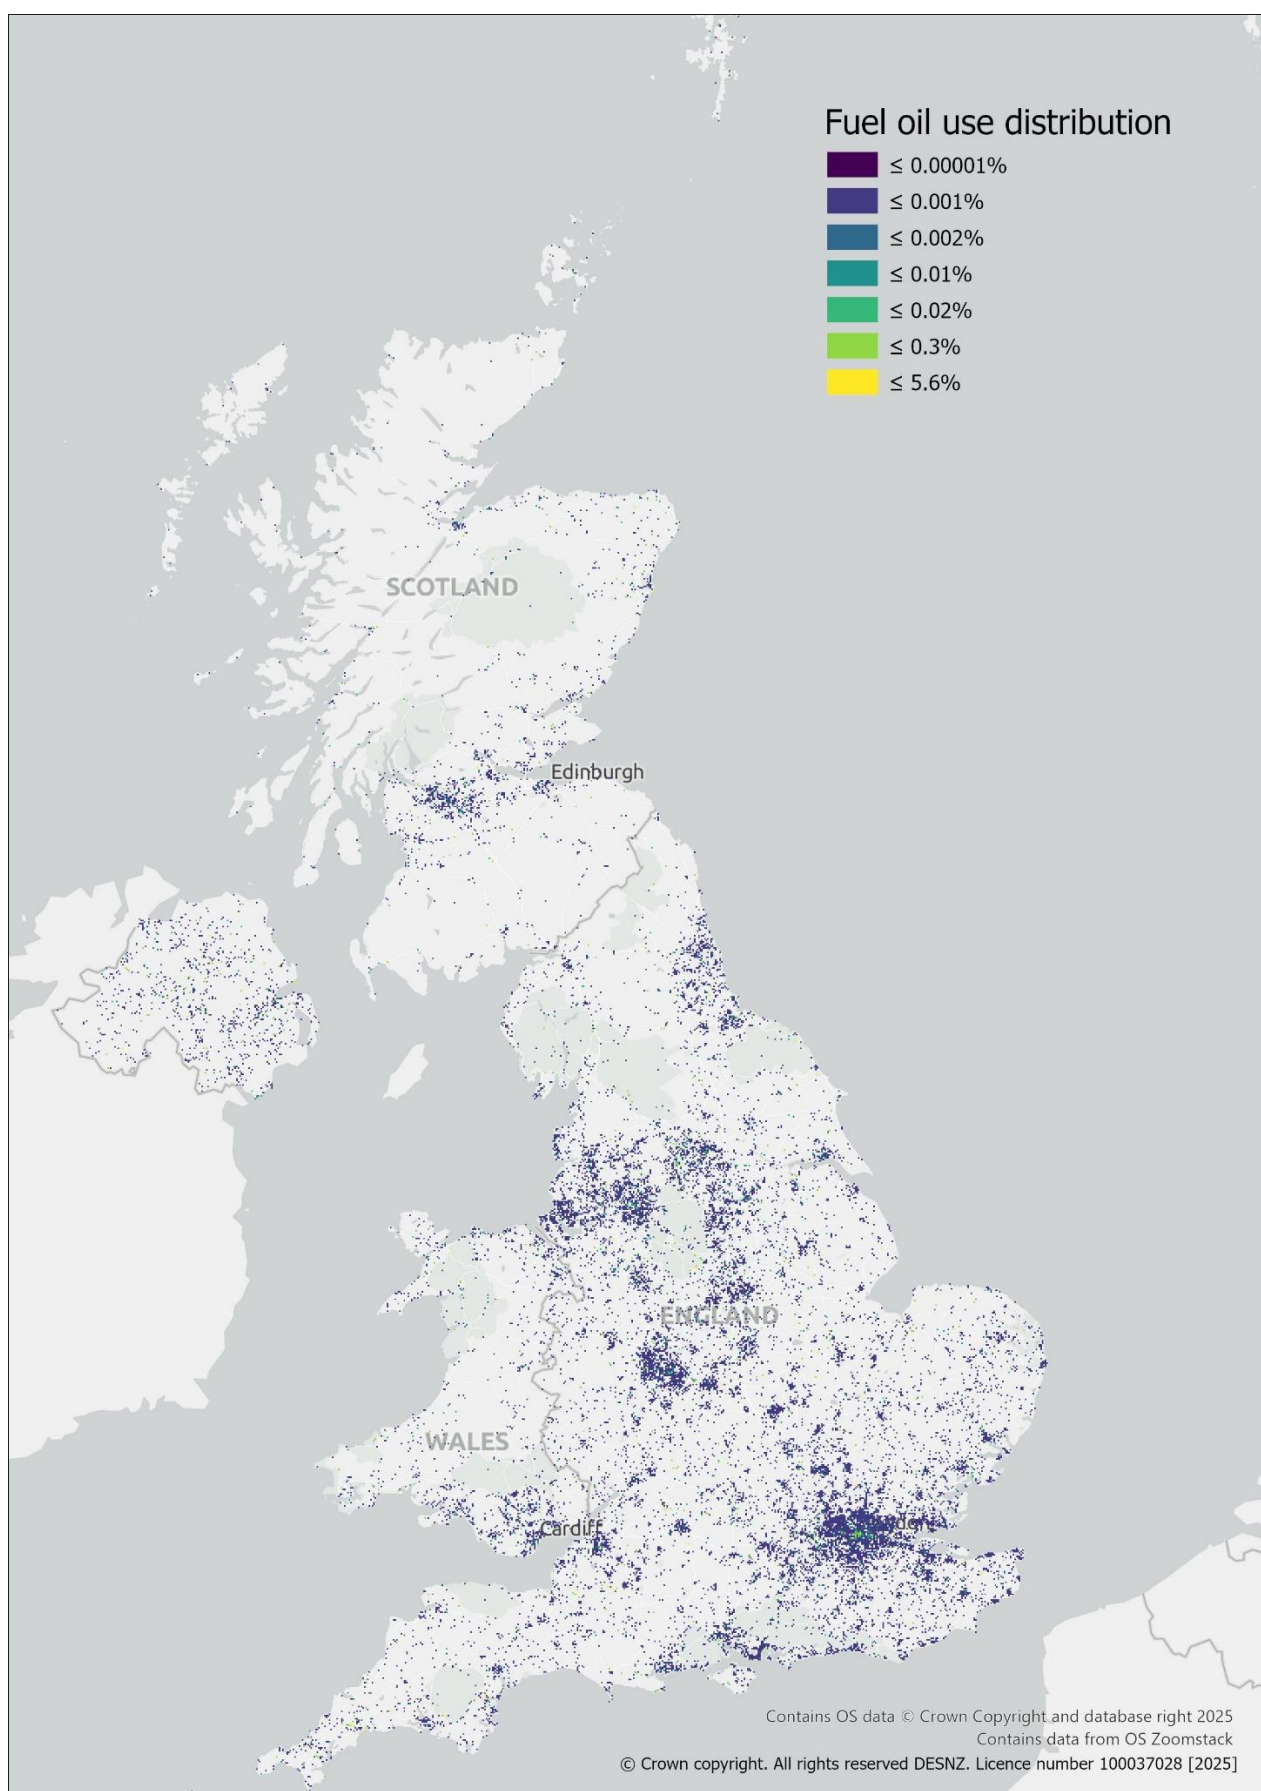 Fuel oil use distribution
≤ 0.00001%
≤ 0.001%
≤ 0.002%
≤ 0.01%
≤ 0.02%
≤ 0.3%
≤ 5.6%
SCOTLAND
Edinburgh
ENGLAND
WALES
Cardiff
Contains OS data © Crown Copyright and database right 2025
Contains data from OS Zoomstack
© Crown copyright. All rights reserved DESNZ. Licence number 100037028 [2025]